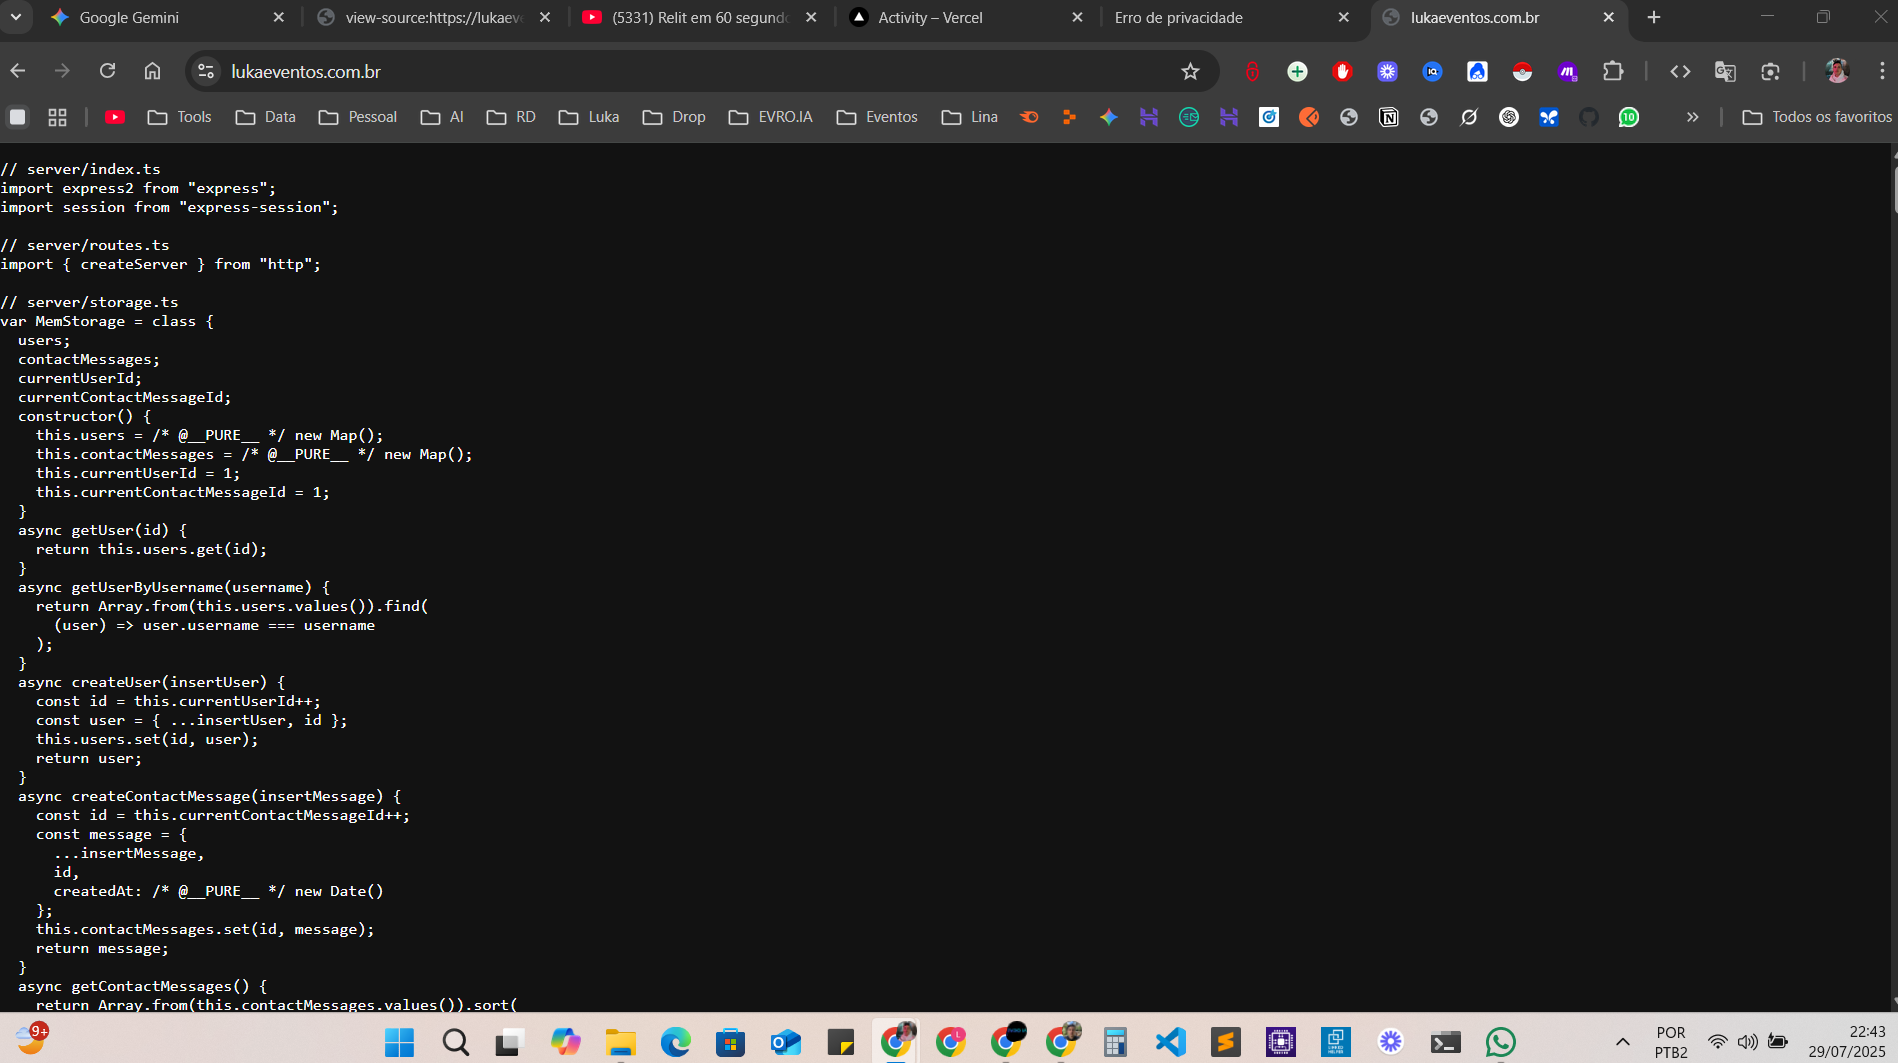 Google Gemini
view-source:https://lukaev
(5331) Relit em 60 segundo
Activity – Vercel
Erro de privacidade
lukaeventos.com.br
lukaeventos.com.br
Tools
Data
Pessoal
AI
RD
Luka
Drop
EVRO.IA
Eventos
Lina
10
Todos os favoritos
// server/index.ts
import express2 from "express";
import session from "express-session";
// server/routes.ts
import { createServer } from "http";
// server/storage.ts
var MemStorage = class {
  users;
  contactMessages;
  currentUserId;
  currentContactMessageId;
  constructor() {
    this.users = /* @__PURE__ */ new Map();
    this.contactMessages = /* @__PURE__ */ new Map();
    this.currentUserId = 1;
    this.currentContactMessageId = 1;
  }
  async getUser(id) {
    return this.users.get(id);
  }
  async getUserByUsername(username) {
    return Array.from(this.users.values()).find(
      (user) => user.username === username
    );
  }
  async createUser(insertUser) {
    const id = this.currentUserId++;
    const user = { ...insertUser, id };
    this.users.set(id, user);
    return user;
  }
  async createContactMessage(insertMessage) {
    const id = this.currentContactMessageId++;
    const message = {
      ...insertMessage,
      id,
      createdAt: /* @__PURE__ */ new Date()
    };
    this.contactMessages.set(id, message);
    return message;
  }
  async getContactMessages() {
    return Array.from(this.contactMessages.values()).sort(
9+
POR
PTB2
22:43
29/07/2025